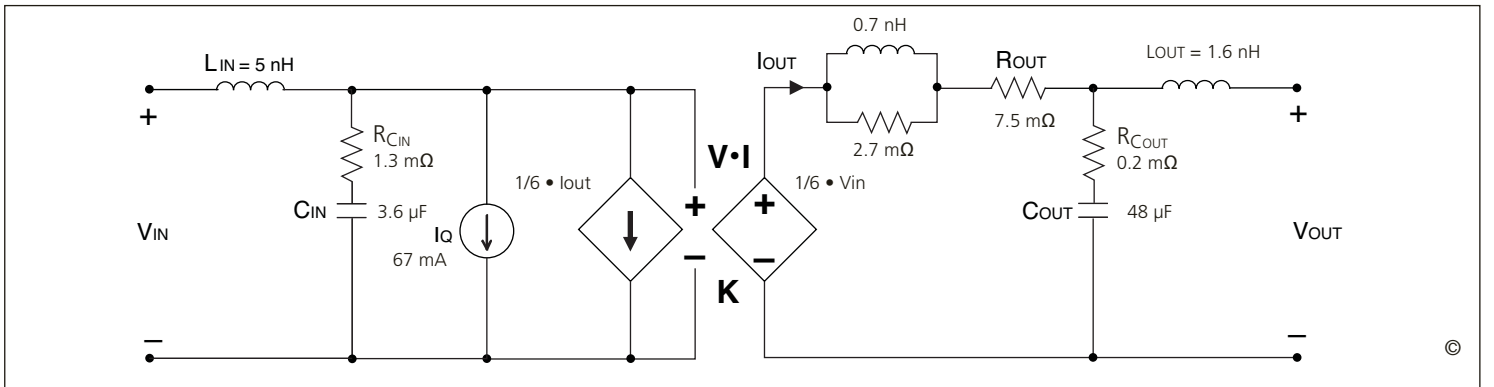 LIN = 5 nH
0.7 nH
IOUT
ROUT
LOUT = 1.6 nH
+
+
RCIN
1.3 mΩ
2.7 mΩ
7.5 mΩ
RCOUT
0.2 mΩ
V•I
1/6 • Iout
1/6 • Vin
+
+
CIN
3.6 µF
COUT
48 µF
VIN
IQ
67 mA
VOUT
–
–
K
–
–
©